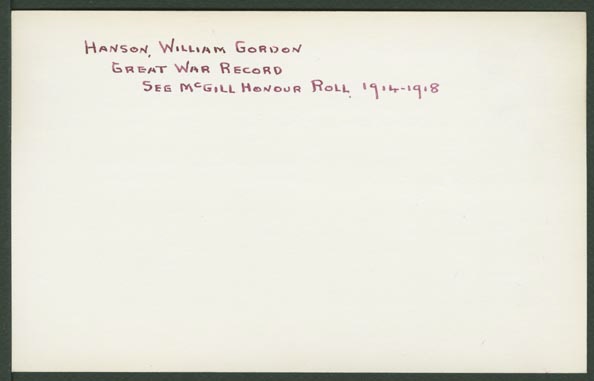 HANSON, WILLIAM GORDON
GREAT WAR RECORD
SEE McGILL HONOUR ROLL, 1914-1918